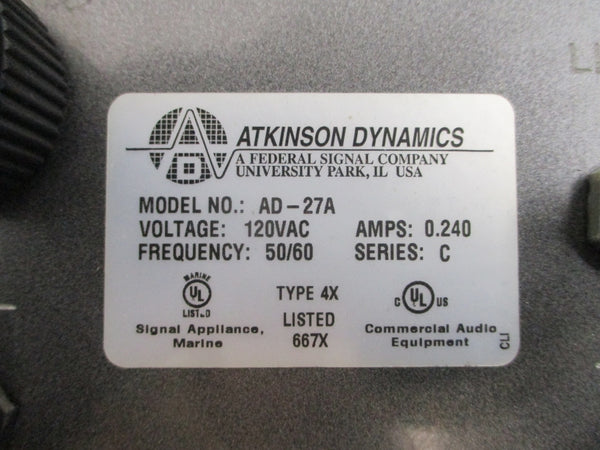 ATKINSON DYNAMICS
A FEDERAL SIGNAL COMPANY
UNIVERSITY PARK, IL USA
MODEL NO.: AD-27A
VOLTAGE: 120VAC AMPS: 0.240
FREQUENCY: 50/60 SERIES: C
MARINE
UL
LISTED
Signal Appliance,
Marine
TYPE 4X
LISTED
667X
C UL US
Commercial Audio
Equipment
CLI